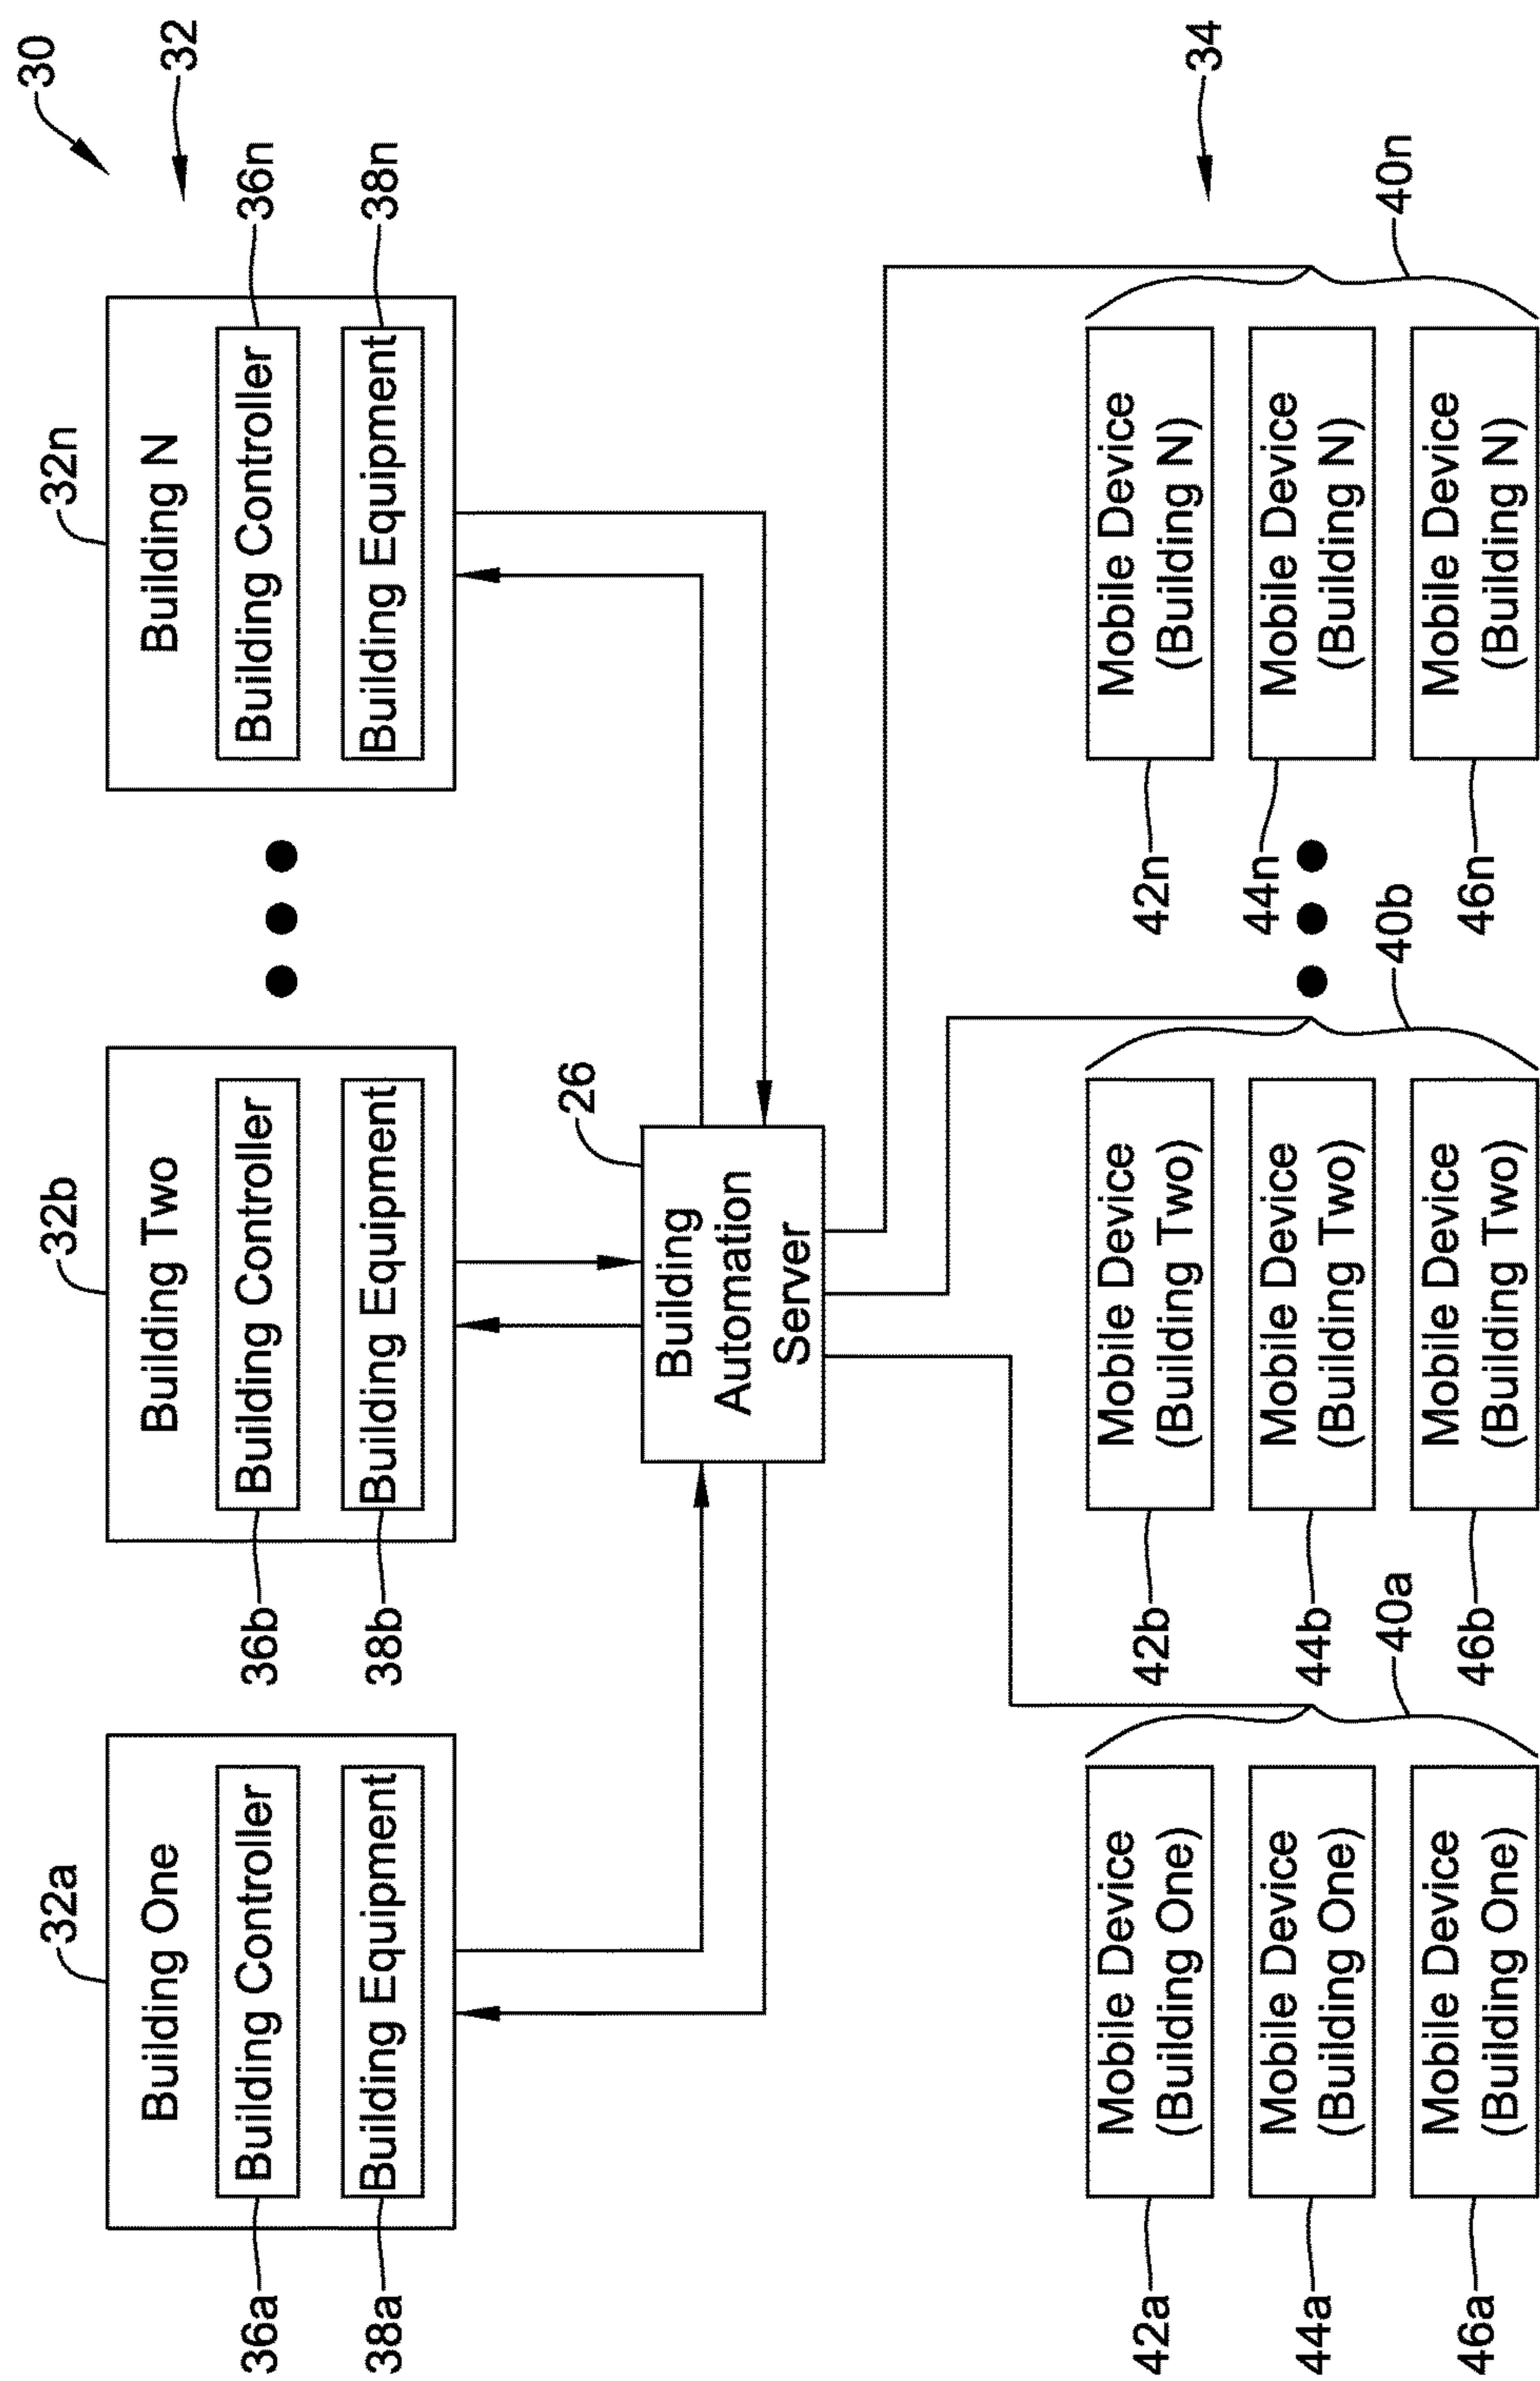 30
32
32a
32b
32n
Building One
Building Two
Building N
36a
Building Controller
36b
Building Controller
Building Controller
36n
38a
Building Equipment
38b
Building Equipment
Building Equipment
38n
26
Building
Automation
Server
34
42a
Mobile Device
(Building One)
42b
Mobile Device
(Building Two)
42n
Mobile Device
(Building N)
44a
Mobile Device
(Building One)
44b
Mobile Device
(Building Two)
44n
Mobile Device
(Building N)
40a
40b
40n
46a
Mobile Device
(Building One)
46b
Mobile Device
(Building Two)
46n
Mobile Device
(Building N)